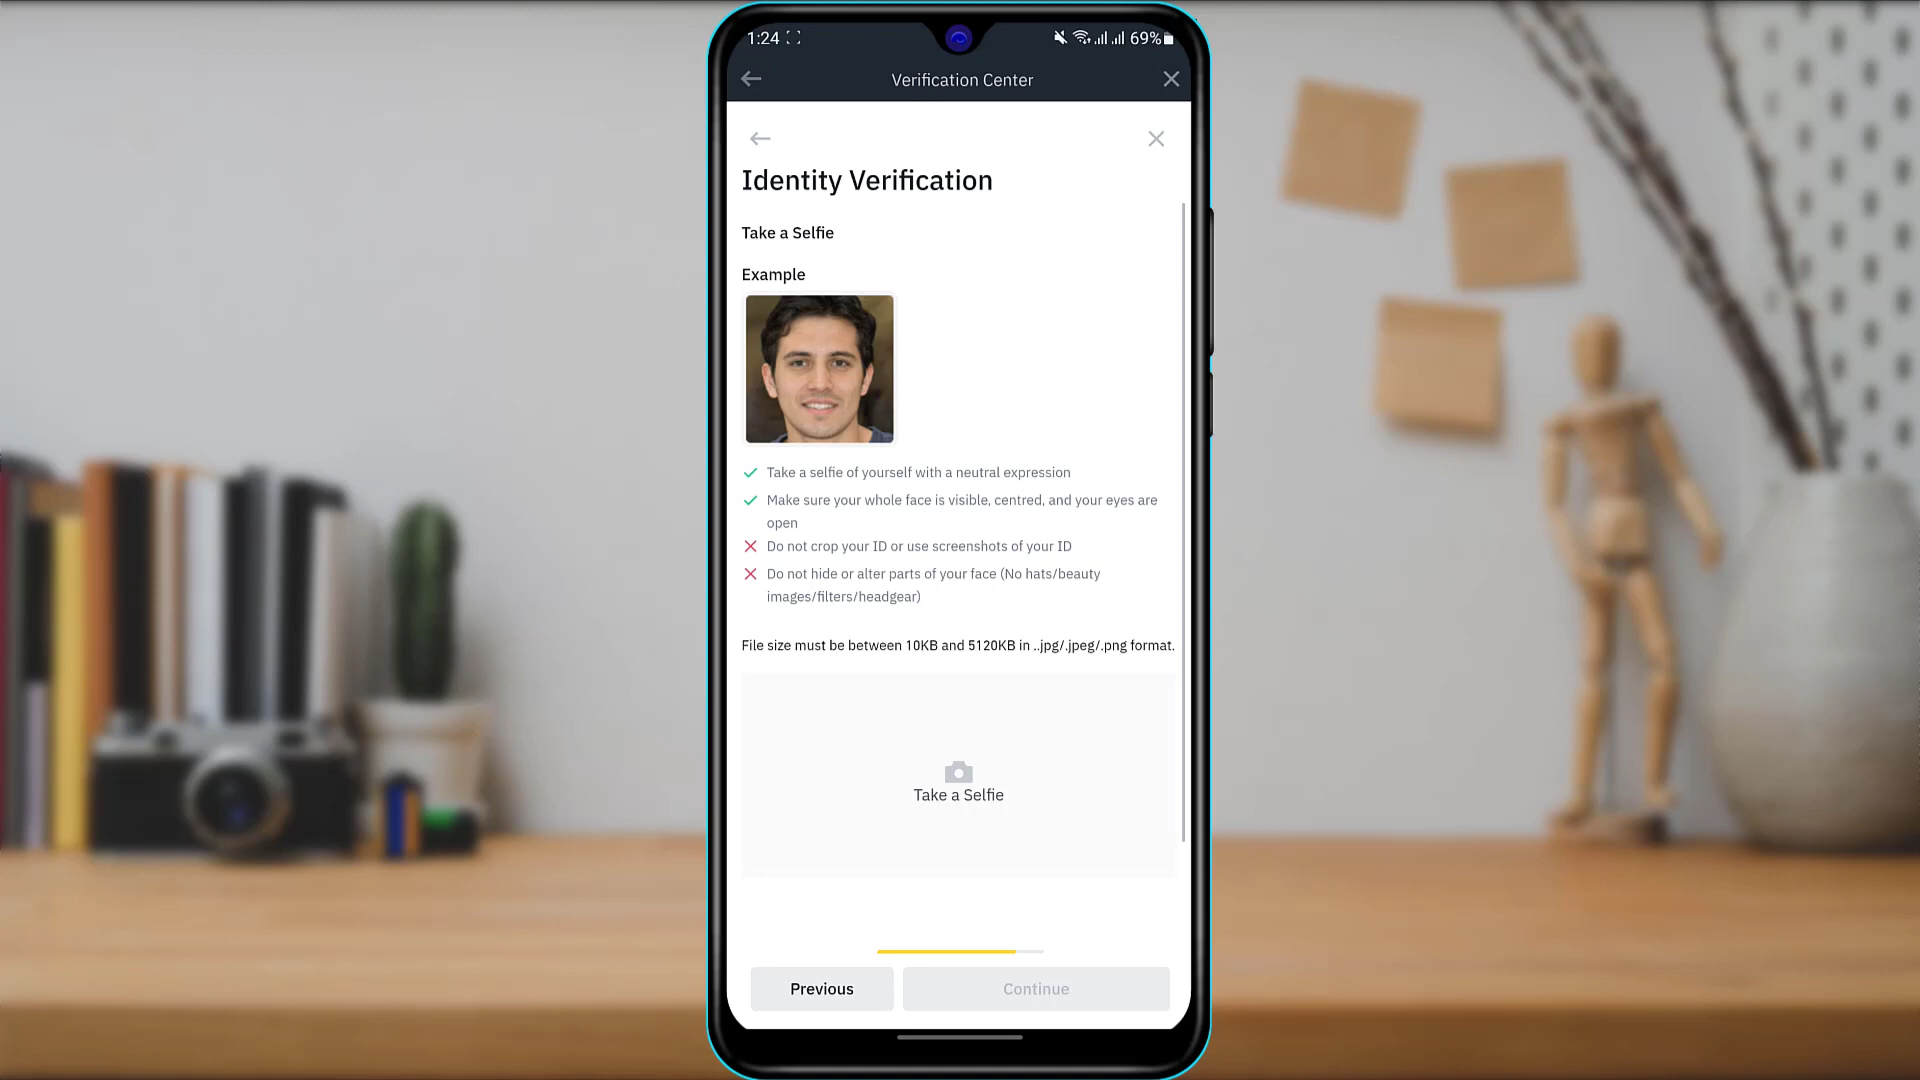 1:24
69%
Verification Center
Identity Verification
Take a Selfie
Example
Take a selfie of yourself with a neutral expression
Make sure your whole face is visible, centred, and your eyes are
open
Do not crop your ID or use screenshots of your ID
Do not hide or alter parts of your face (No hats/beauty
images/filters/headgear)
File size must be between 10KB and 5120KB in ..jpg/.jpeg/.png format.
Take a Selfie
Previous
Continue